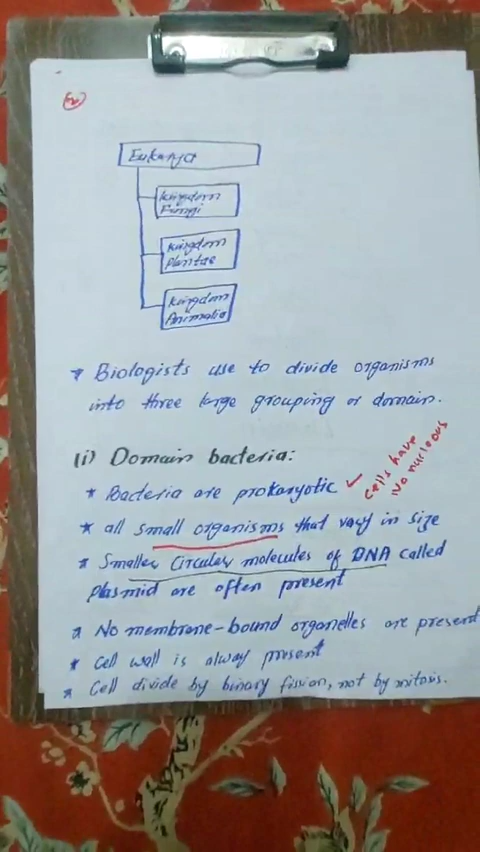 Eukarya
Kingdom
Fungi
Kingdom
Plantae
Kingdom
Animalia
* Biologists use to divide organisms
into three large grouping or domain.
(i) Domain bacteria:
* Bacteria are prokaryotic ✓ cells have
No nucleous
* all small organisms that vary in size
* Smaller Circular molecules of DNA called
plasmid are often present
* No membrane-bound organelles are present
* Cell wall is alway present
* Cell divide by binary fission, not by mitosis.